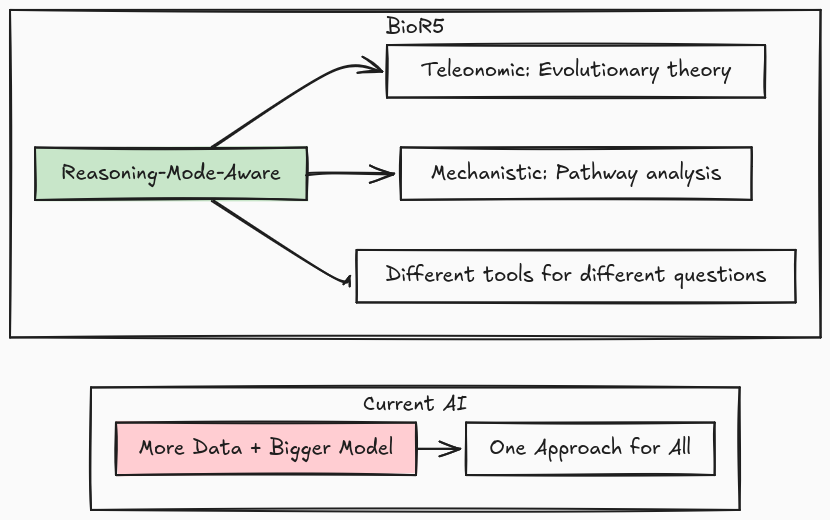 BioR5
Teleonomic: Evolutionary theory
Reasoning-Mode-Aware
Mechanistic: Pathway analysis
Different tools for different questions
Current AI
More Data + Bigger Model
One Approach for All